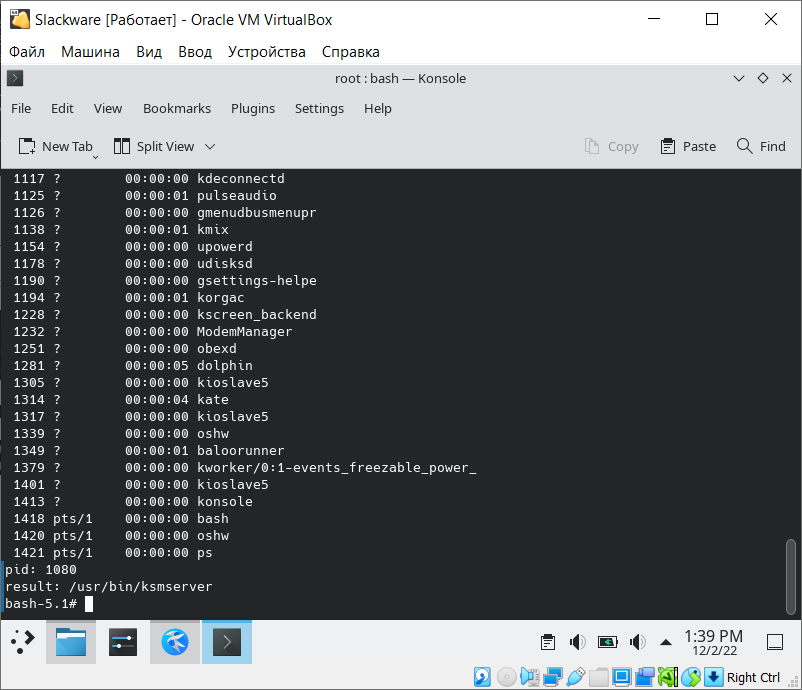 Slackware [Работает] - Oracle VM VirtualBox
Файл Машина Вид Ввод Устройства Справка
root : bash — Konsole
File Edit View Bookmarks Plugins Settings Help
New Tab Split View Copy Paste Find
1117 ? 00:00:00 kdeconnectd
1125 ? 00:00:01 pulseaudio
1126 ? 00:00:00 gmenudbusmenupr
1138 ? 00:00:01 kmix
1154 ? 00:00:00 upowerd
1178 ? 00:00:00 udisksd
1190 ? 00:00:00 gsettings-helpe
1194 ? 00:00:01 korgac
1228 ? 00:00:00 kscreen_backend
1232 ? 00:00:00 ModemManager
1251 ? 00:00:00 obexd
1281 ? 00:00:05 dolphin
1305 ? 00:00:00 kioslave5
1314 ? 00:00:04 kate
1317 ? 00:00:00 kioslave5
1339 ? 00:00:00 oshw
1349 ? 00:00:01 baloorunner
1379 ? 00:00:00 kworker/0:1-events_freezable_power_
1401 ? 00:00:00 kioslave5
1413 ? 00:00:00 konsole
1418 pts/1 00:00:00 bash
1420 pts/1 00:00:00 oshw
1421 pts/1 00:00:00 ps
pid: 1080
result: /usr/bin/ksmserver
bash-5.1#
1:39 PM
12/2/22
Right Ctrl